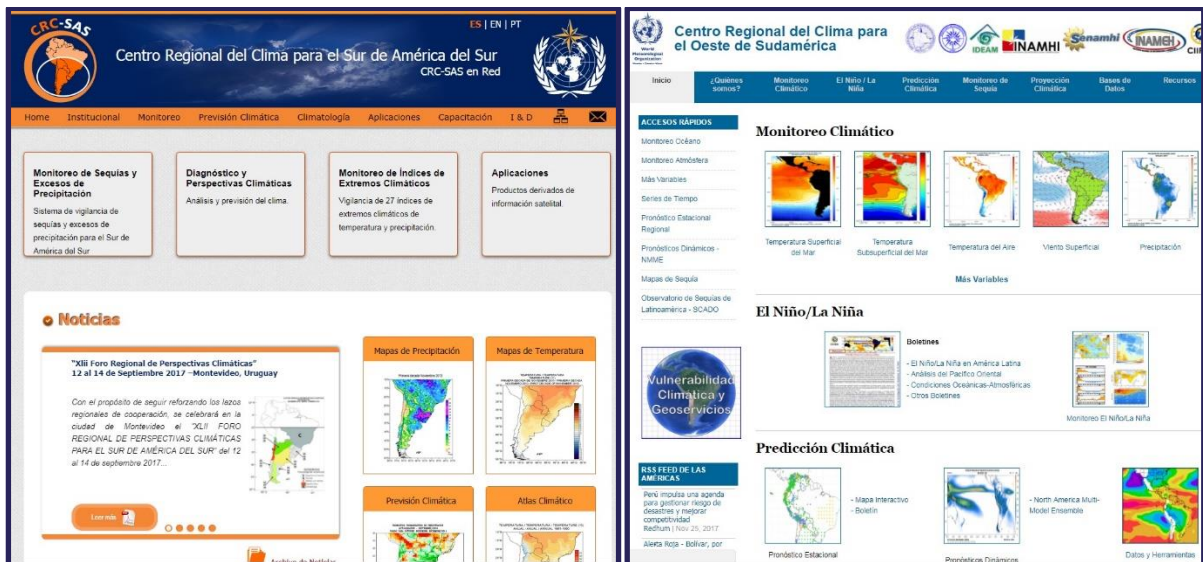 CRC-SAS
ES | EN | PT
Centro Regional del Clima para el Sur de América del Sur
CRC-SAS en Red
Home Institucional Monitoreo Previsión Climática Climatología Aplicaciones Capacitación I & D
Monitoreo de Sequías y
Excesos de
Precipitación
Sistema de vigilancia de
sequías y excesos de
precipitación para el Sur de
América del Sur
Diagnóstico y
Perspectivas Climáticas
Análisis y previsión del clima.
Monitoreo de Índices de
Extremos Climáticos
Vigilancia de 27 índices de
extremos climáticos de
temperatura y precipitación.
Aplicaciones
Productos derivados de
información satelital.
Noticias
"Xlii Foro Regional de Perspectivas Climáticas"
12 al 14 de Septiembre 2017 –Montevideo, Uruguay
Con el propósito de seguir reforzando los lazos
regionales de cooperación, se celebrará en la
ciudad de Montevideo el "XLII FORO
REGIONAL DE PERSPECTIVAS CLIMÁTICAS
PARA EL SUR DE AMÉRICA DEL SUR" del 12
al 14 de septiembre 2017...
Leer más
Mapas de Precipitación
Mapas de Temperatura
Previsión Climática
Atlas Climático
Archivo de Noticias
World
Meteorological
Organization
Centro Regional del Clima para
el Oeste de Sudamérica
IDEAM
INAMHI
Senamhi
INAMEH
Inicio
¿Quiénes
somos?
Monitoreo
Climático
El Niño / La
Niña
Predicción
Climática
Monitoreo de
Sequía
Proyección
Climática
Bases de
Datos
Recursos
ACCESOS RÁPIDOS
Monitoreo Océano
Monitoreo Atmósfera
Más Variables
Series de Tiempo
Pronóstico Estacional
Regional
Pronósticos Dinámicos -
NMME
Mapas de Sequía
Observatorio de Sequías de
Latinoamérica - SCADO
Vulnerabilidad
Climática y
Geoservicios
RSS FEED DE LAS
AMÉRICAS
Perú impulsa una agenda
para gestionar riesgo de
desastres y mejorar
competitividad
Redhum | Nov 25, 2017
Alerta Roja - Bolívar, por
Monitoreo Climático
Temperatura Superficial
del Mar
Temperatura
Subsuperficial del Mar
Temperatura del Aire
Viento Superficial
Precipitación
Más Variables
El Niño/La Niña
Boletines
- El Niño/La Niña en América Latina
- Análisis del Pacífico Oriental
- Condiciones Oceánicas-Atmosféricas
- Otros Boletines
Monitoreo El Niño/La Niña
Predicción Climática
- Mapa Interactivo
- Boletín
Pronóstico Estacional
- North America Multi-
Model Ensemble
Pronósticos Dinámicos
Datos y Herramientas